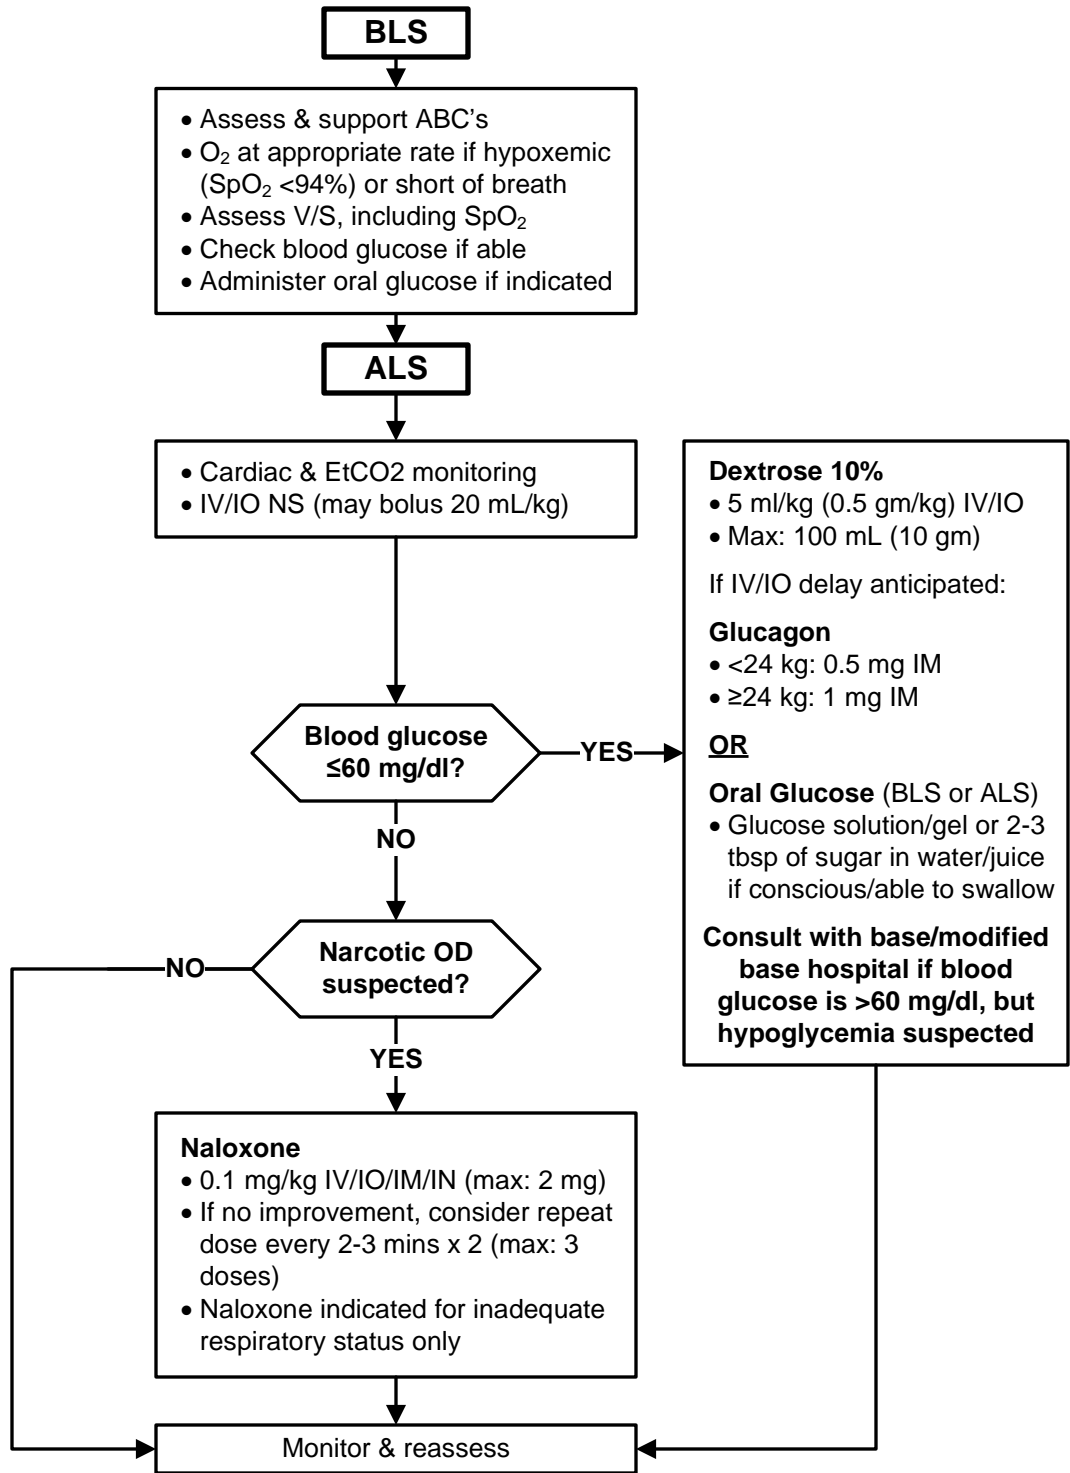 BLS
• Assess & support ABC’s
• O₂ at appropriate rate if hypoxemic
(SpO₂ <94%) or short of breath
• Assess V/S, including SpO₂
• Check blood glucose if able
• Administer oral glucose if indicated
ALS
• Cardiac & EtCO2 monitoring
• IV/IO NS (may bolus 20 mL/kg)
Blood glucose
≤60 mg/dl?
YES
Dextrose 10%
• 5 ml/kg (0.5 gm/kg) IV/IO
• Max: 100 mL (10 gm)
If IV/IO delay anticipated:
Glucagon
• <24 kg: 0.5 mg IM
• ≥24 kg: 1 mg IM
OR
Oral Glucose (BLS or ALS)
• Glucose solution/gel or 2-3
tbsp of sugar in water/juice
if conscious/able to swallow
Consult with base/modified
base hospital if blood
glucose is >60 mg/dl, but
hypoglycemia suspected
NO
Narcotic OD
suspected?
NO
YES
Naloxone
• 0.1 mg/kg IV/IO/IM/IN (max: 2 mg)
• If no improvement, consider repeat
dose every 2-3 mins x 2 (max: 3
doses)
• Naloxone indicated for inadequate
respiratory status only
Monitor & reassess